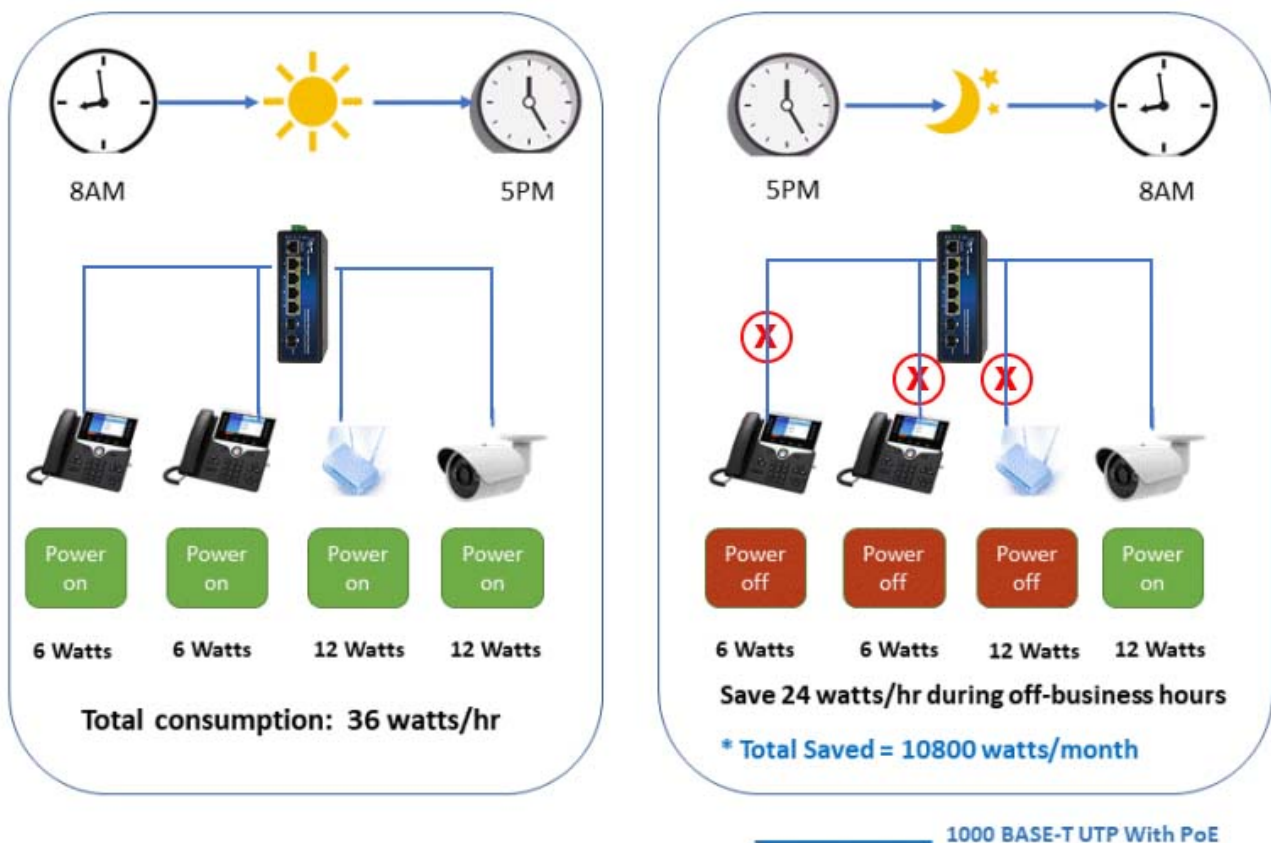 8AM
5PM
Power
on
Power
on
Power
on
Power
on
6 Watts
6 Watts
12 Watts
12 Watts
Total consumption: 36 watts/hr
5PM
8AM
X
X
X
Power
off
Power
off
Power
off
Power
on
6 Watts
6 Watts
12 Watts
12 Watts
Save 24 watts/hr during off-business hours
* Total Saved = 10800 watts/month
1000 BASE-T UTP With PoE